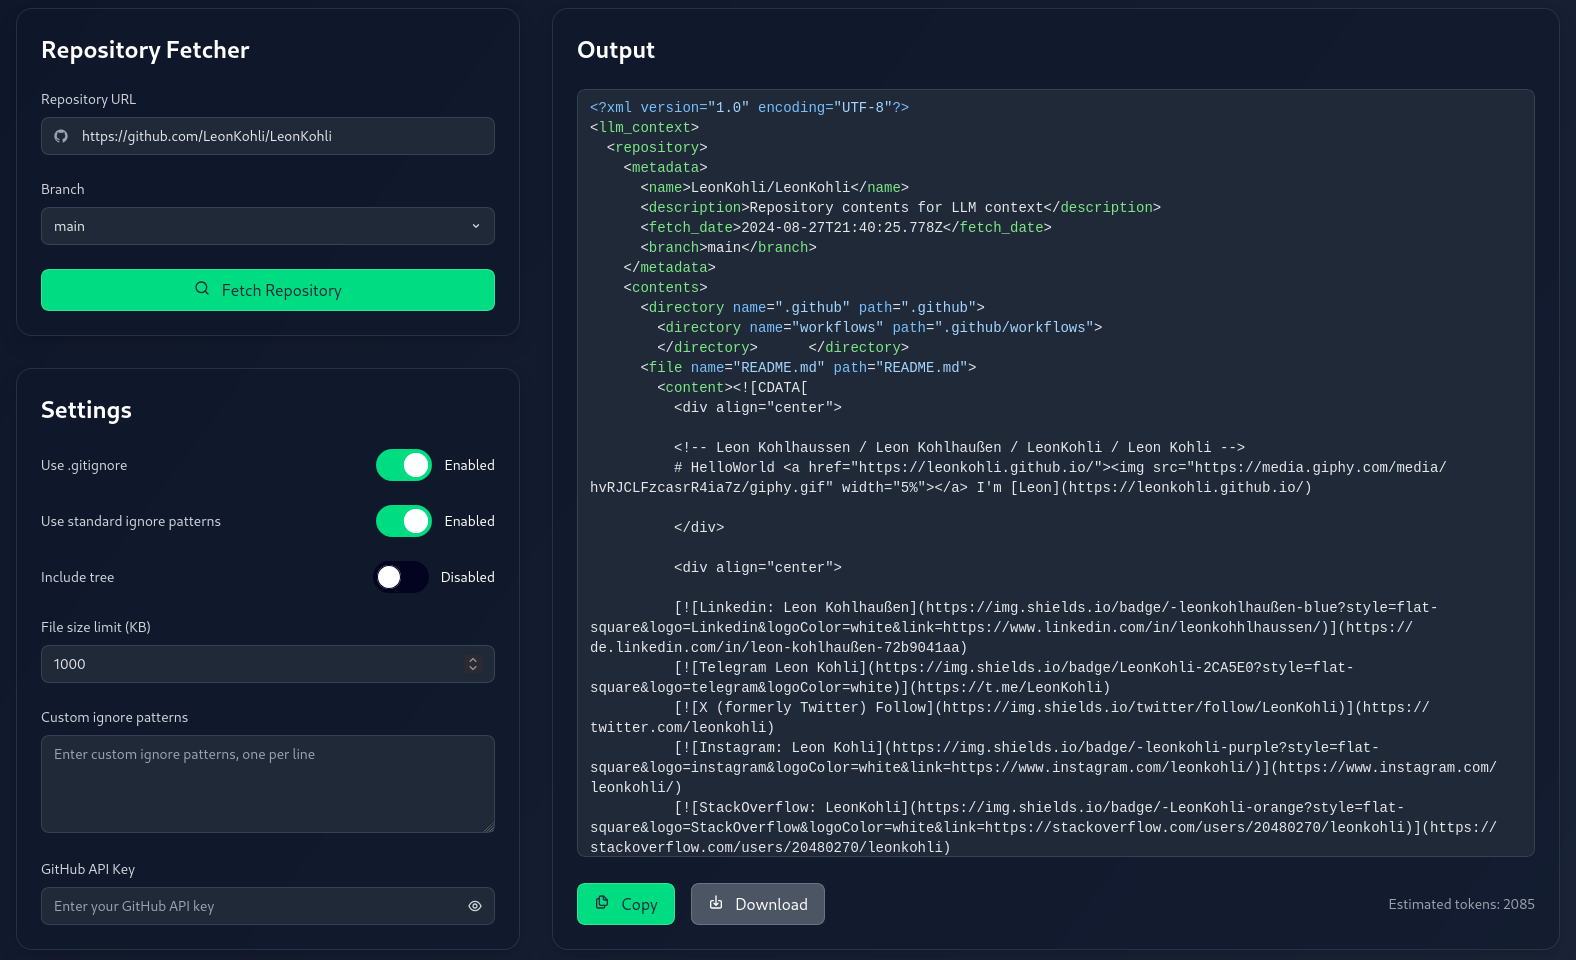 Repository Fetcher
Repository URL
https://github.com/LeonKohli/LeonKohli
Branch
main
Fetch Repository
Settings
Use .gitignore
Enabled
Use standard ignore patterns
Enabled
Include tree
Disabled
File size limit (KB)
1000
Custom ignore patterns
Enter custom ignore patterns, one per line
GitHub API Key
Enter your GitHub API key
Output
<?xml version="1.0" encoding="UTF-8"?>
<llm_context>
  <repository>
    <metadata>
      <name>LeonKohli/LeonKohli</name>
      <description>Repository contents for LLM context</description>
      <fetch_date>2024-08-27T21:40:25.778Z</fetch_date>
      <branch>main</branch>
    </metadata>
    <contents>
      <directory name=".github" path=".github">
        <directory name="workflows" path=".github/workflows">
        </directory>      </directory>
      <file name="README.md" path="README.md">
        <content><![CDATA[
          <div align="center">
          <!-- Leon Kohlhaussen / Leon Kohlhaußen / LeonKohli / Leon Kohli -->
          # HelloWorld <a href="https://leonkohli.github.io/"><img src="https://media.giphy.com/media/
hvRJCLFzcasrR4ia7z/giphy.gif" width="5%"></a> I'm [Leon](https://leonkohli.github.io/)
          </div>
          <div align="center">
          [![Linkedin: Leon Kohlhaußen](https://img.shields.io/badge/-leonkohlhaußen-blue?style=flat-
square&logo=Linkedin&logoColor=white&link=https://www.linkedin.com/in/leonkohhlhaussen/)](https://
de.linkedin.com/in/leon-kohlhaußen-72b9041aa)
          [![Telegram Leon Kohli](https://img.shields.io/badge/LeonKohli-2CA5E0?style=flat-
square&logo=telegram&logoColor=white)](https://t.me/LeonKohli)
          [![X (formerly Twitter) Follow](https://img.shields.io/twitter/follow/LeonKohli)](https://
twitter.com/leonkohli)
          [![Instagram: Leon Kohli](https://img.shields.io/badge/-leonkohli-purple?style=flat-
square&logo=instagram&logoColor=white&link=https://www.instagram.com/leonkohli/)](https://www.instagram.com/
leonkohli/)
          [![StackOverflow: LeonKohli](https://img.shields.io/badge/-LeonKohli-orange?style=flat-
square&logo=StackOverflow&logoColor=white&link=https://stackoverflow.com/users/20480270/leonkohli)](https://
stackoverflow.com/users/20480270/leonkohli)
Copy
Download
Estimated tokens: 2085